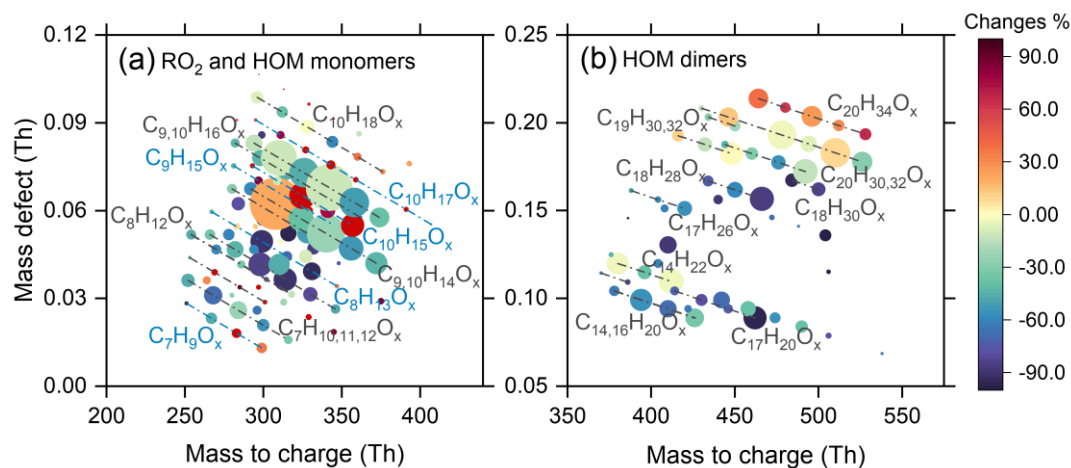 Changes %
(a) RO₂ and HOM monomers
(b) HOM dimers
0.12
0.09
0.06
0.03
0.00
Mass defect (Th)
200
250
300
350
400
Mass to charge (Th)
C₉,₁₀H₁₆Oₓ
C₁₀H₁₈Oₓ
C₉H₁₅Oₓ
C₁₀H₁₇Oₓ
C₈H₁₂Oₓ
C₁₀H₁₅Oₓ
C₉,₁₀H₁₄Oₓ
C₈H₁₃Oₓ
C₇H₉Oₓ
C₇H₁₀,₁₁,₁₂Oₓ
0.25
0.20
0.15
0.10
0.05
350
400
450
500
550
Mass to charge (Th)
C₂₀H₃₄Oₓ
C₁₉H₃₀,₃₂Oₓ
C₂₀H₃₀,₃₂Oₓ
C₁₈H₂₈Oₓ
C₁₈H₃₀Oₓ
C₁₇H₂₆Oₓ
C₁₄H₂₂Oₓ
C₁₄,₁₆H₂₀Oₓ
C₁₇H₂₀Oₓ
90.0
60.0
30.0
0.00
-30.0
-60.0
-90.0